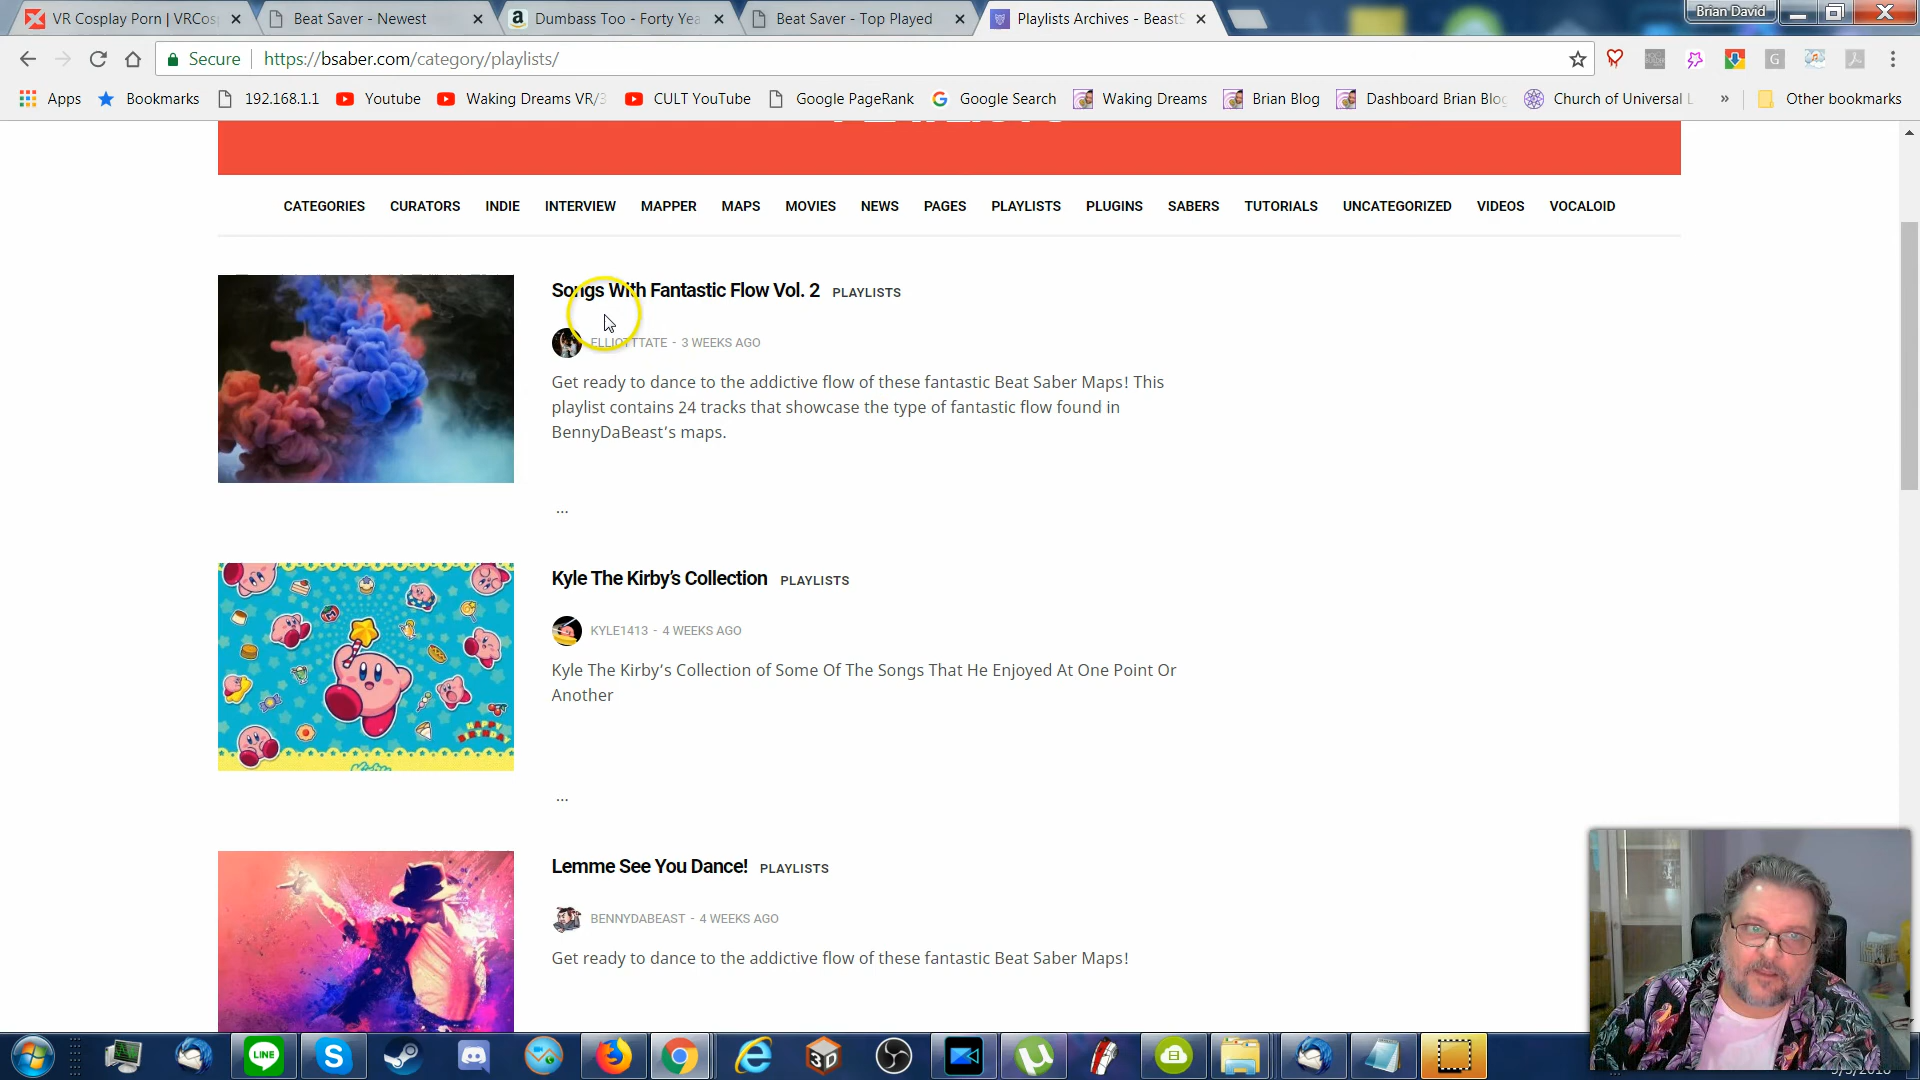 VR Cosplay Porn | VRCos
Beat Saver - Newest
Dumbass Too - Forty Yea
Beat Saver - Top Played
Playlists Archives - BeastS
Brian David
Secure https://bsaber.com/category/playlists/
Apps
Bookmarks
192.168.1.1
Youtube
Waking Dreams VR/3
CULT YouTube
Google PageRank
Google Search
Waking Dreams
Brian Blog
Dashboard Brian Blog
Church of Universal L
»
Other bookmarks
CATEGORIES CURATORS INDIE INTERVIEW MAPPER MAPS MOVIES NEWS PAGES PLAYLISTS PLUGINS SABERS TUTORIALS UNCATEGORIZED VIDEOS VOCALOID
Songs With Fantastic Flow Vol. 2 PLAYLISTS
ELLIOTTTATE - 3 WEEKS AGO
Get ready to dance to the addictive flow of these fantastic Beat Saber Maps! This
playlist contains 24 tracks that showcase the type of fantastic flow found in
BennyDaBeast's maps.
...
Kyle The Kirby's Collection PLAYLISTS
KYLE1413 - 4 WEEKS AGO
Kyle The Kirby's Collection of Some Of The Songs That He Enjoyed At One Point Or
Another
HAPPY
BIRTHDAY
...
Lemme See You Dance! PLAYLISTS
BENNYDABEAST - 4 WEEKS AGO
Get ready to dance to the addictive flow of these fantastic Beat Saber Maps!
LINE
3D